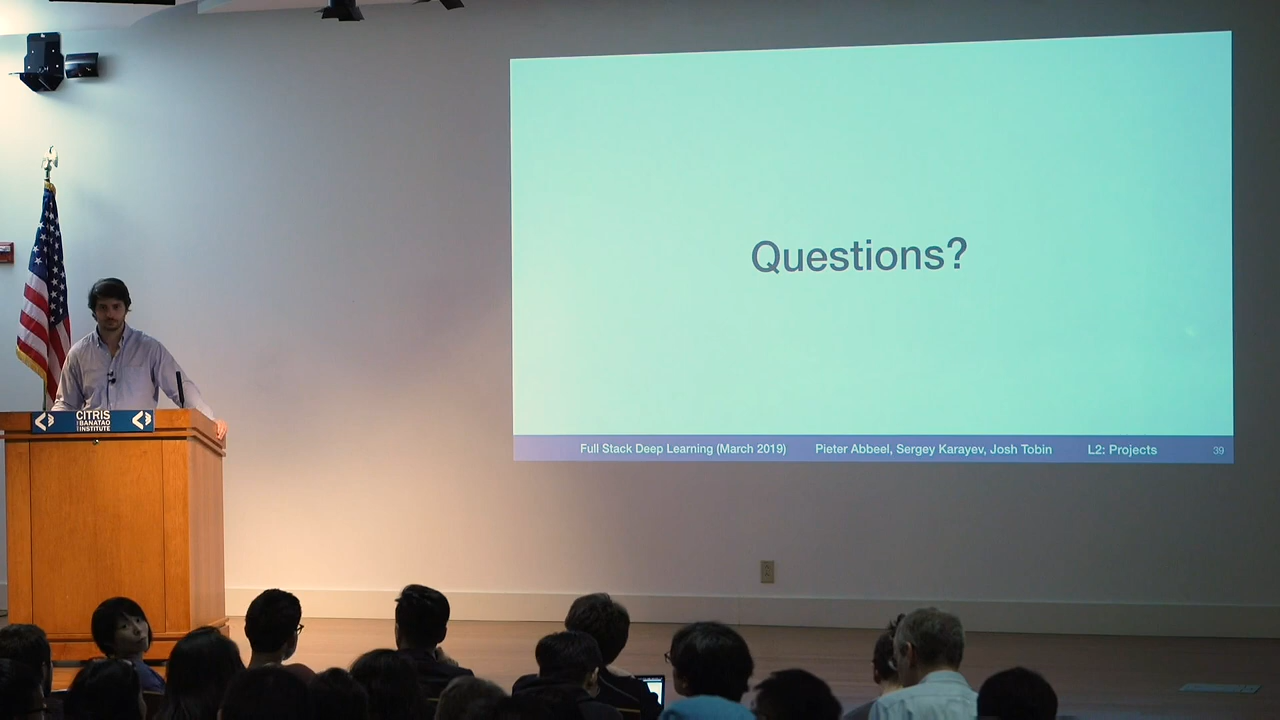 Questions?
Full Stack Deep Learning (March 2019) Pieter Abbeel, Sergey Karayev, Josh Tobin L2: Projects 39
CITRIS
BANATAO
INSTITUTE